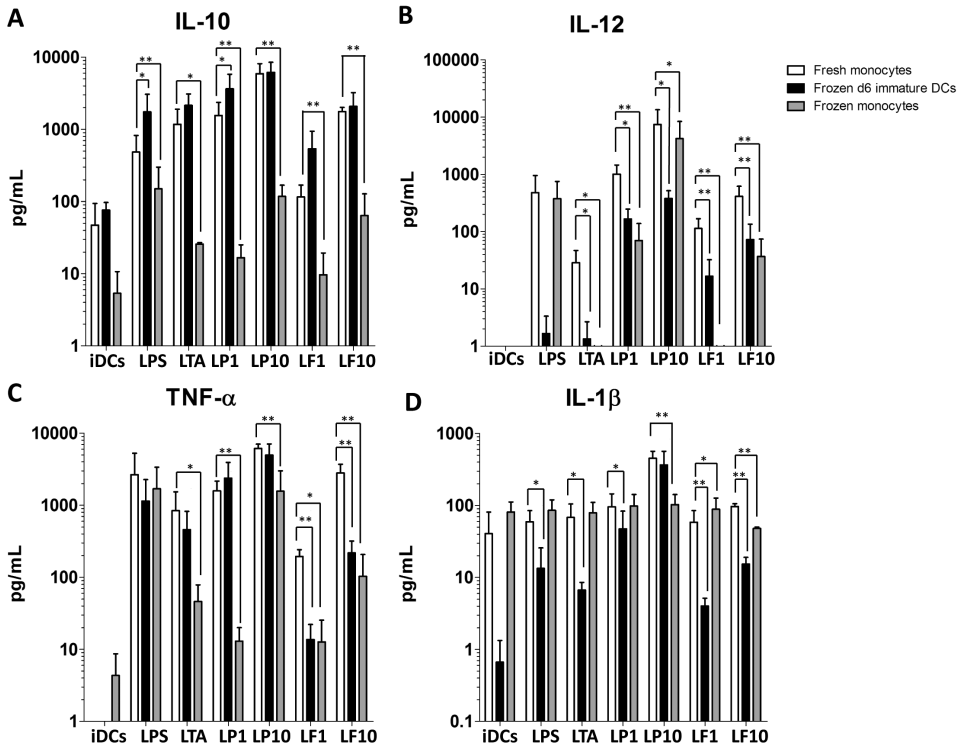 A
IL-10
B
IL-12
Fresh monocytes
Frozen d6 immature DCs
Frozen monocytes
pg/mL
10000
1000
100
10
1
** ** ** **
* * *
**
iDCs LPS LTA LP1 LP10 LF1 LF10
pg/mL
100000
10000
1000
100
10
1
*
** *
* ** **
* ** **
*
*
iDCs LPS LTA LP1 LP10 LF1 LF10
C
TNF-α
D
IL-1β
pg/mL
10000
1000
100
10
1
** **
* ** **
*
**
iDCs LPS LTA LP1 LP10 LF1 LF10
pg/mL
1000
100
10
1
0.1
**
* * * * **
** **
iDCs LPS LTA LP1 LP10 LF1 LF10